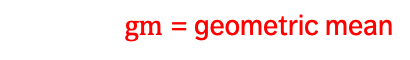 gm = geometric mean